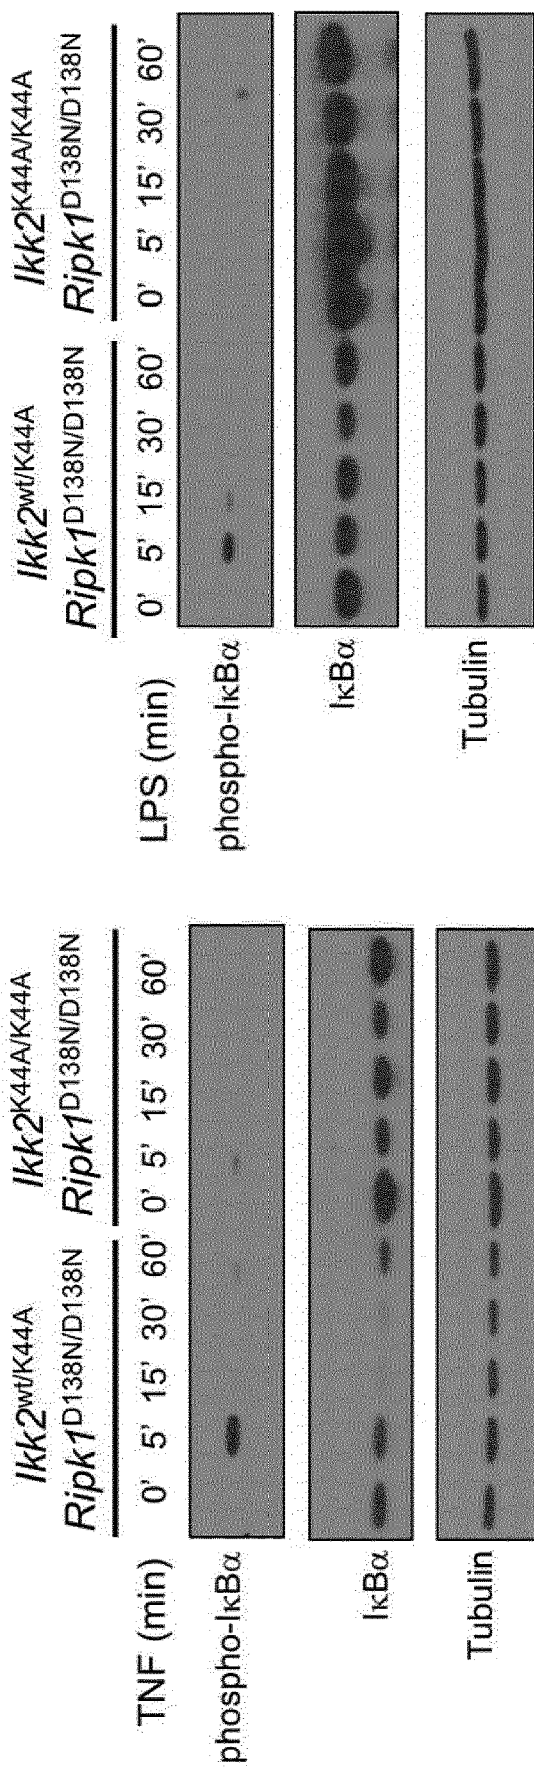 Ikk2wt/K44A Ikk2K44A/K44A
Ripk1D138N/D138N Ripk1D138N/D138N
TNF (min) 0' 5' 15' 30' 60' 0' 5' 15' 30' 60'
phospho-IκBα
IκBα
Tubulin
Ikk2wt/K44A Ikk2K44A/K44A
Ripk1D138N/D138N Ripk1D138N/D138N
LPS (min) 0' 5' 15' 30' 60' 0' 5' 15' 30' 60'
phospho-IκBα
IκBα
Tubulin